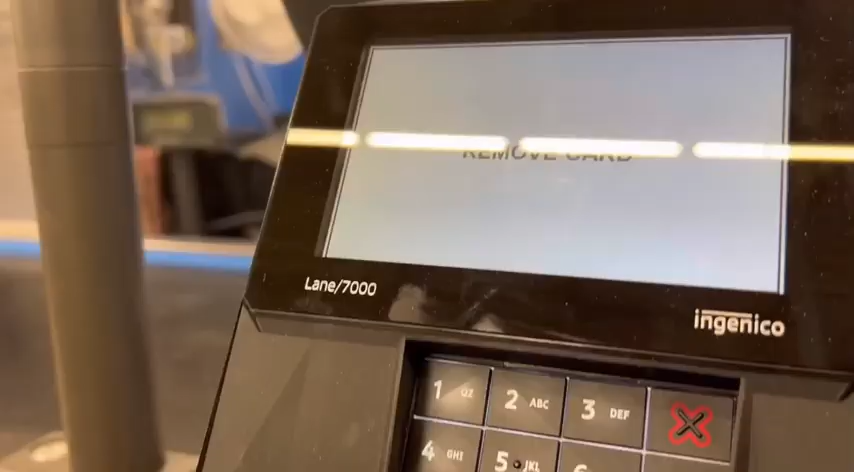 REMOVE CARD
Lane/7000
ingenico
1 QZ 2 ABC 3 DEF
4 GHI 5 JKL